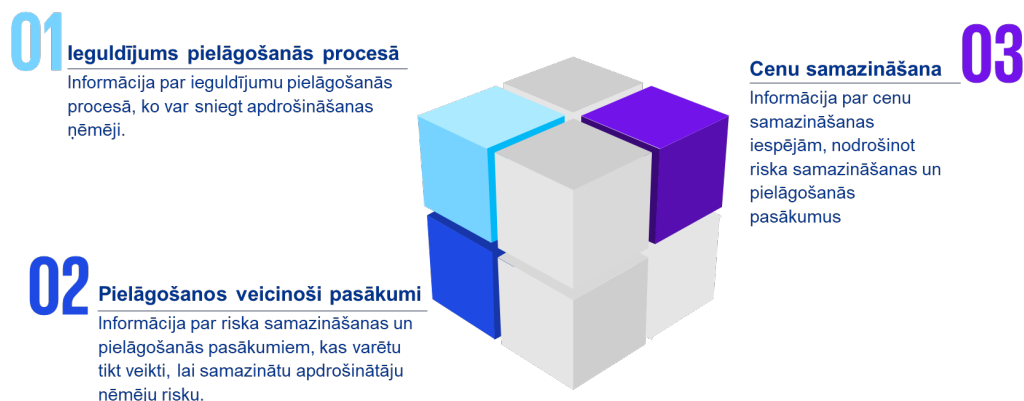 01
Ieguldījums pielāgošanās procesā
Informācija par ieguldījumu pielāgošanās
procesā, ko var sniegt apdrošināšanas
ņēmēji.
02
Pielāgošanos veicinoši pasākumi
Informācija par riska samazināšanas un
pielāgošanās pasākumiem, kas varētu
tikt veikti, lai samazinātu apdrošinātāju
ņēmēju risku.
03
Cenu samazināšana
Informācija par cenu
samazināšanas
iespējām, nodrošinot
riska samazināšanas un
pielāgošanās
pasākumus